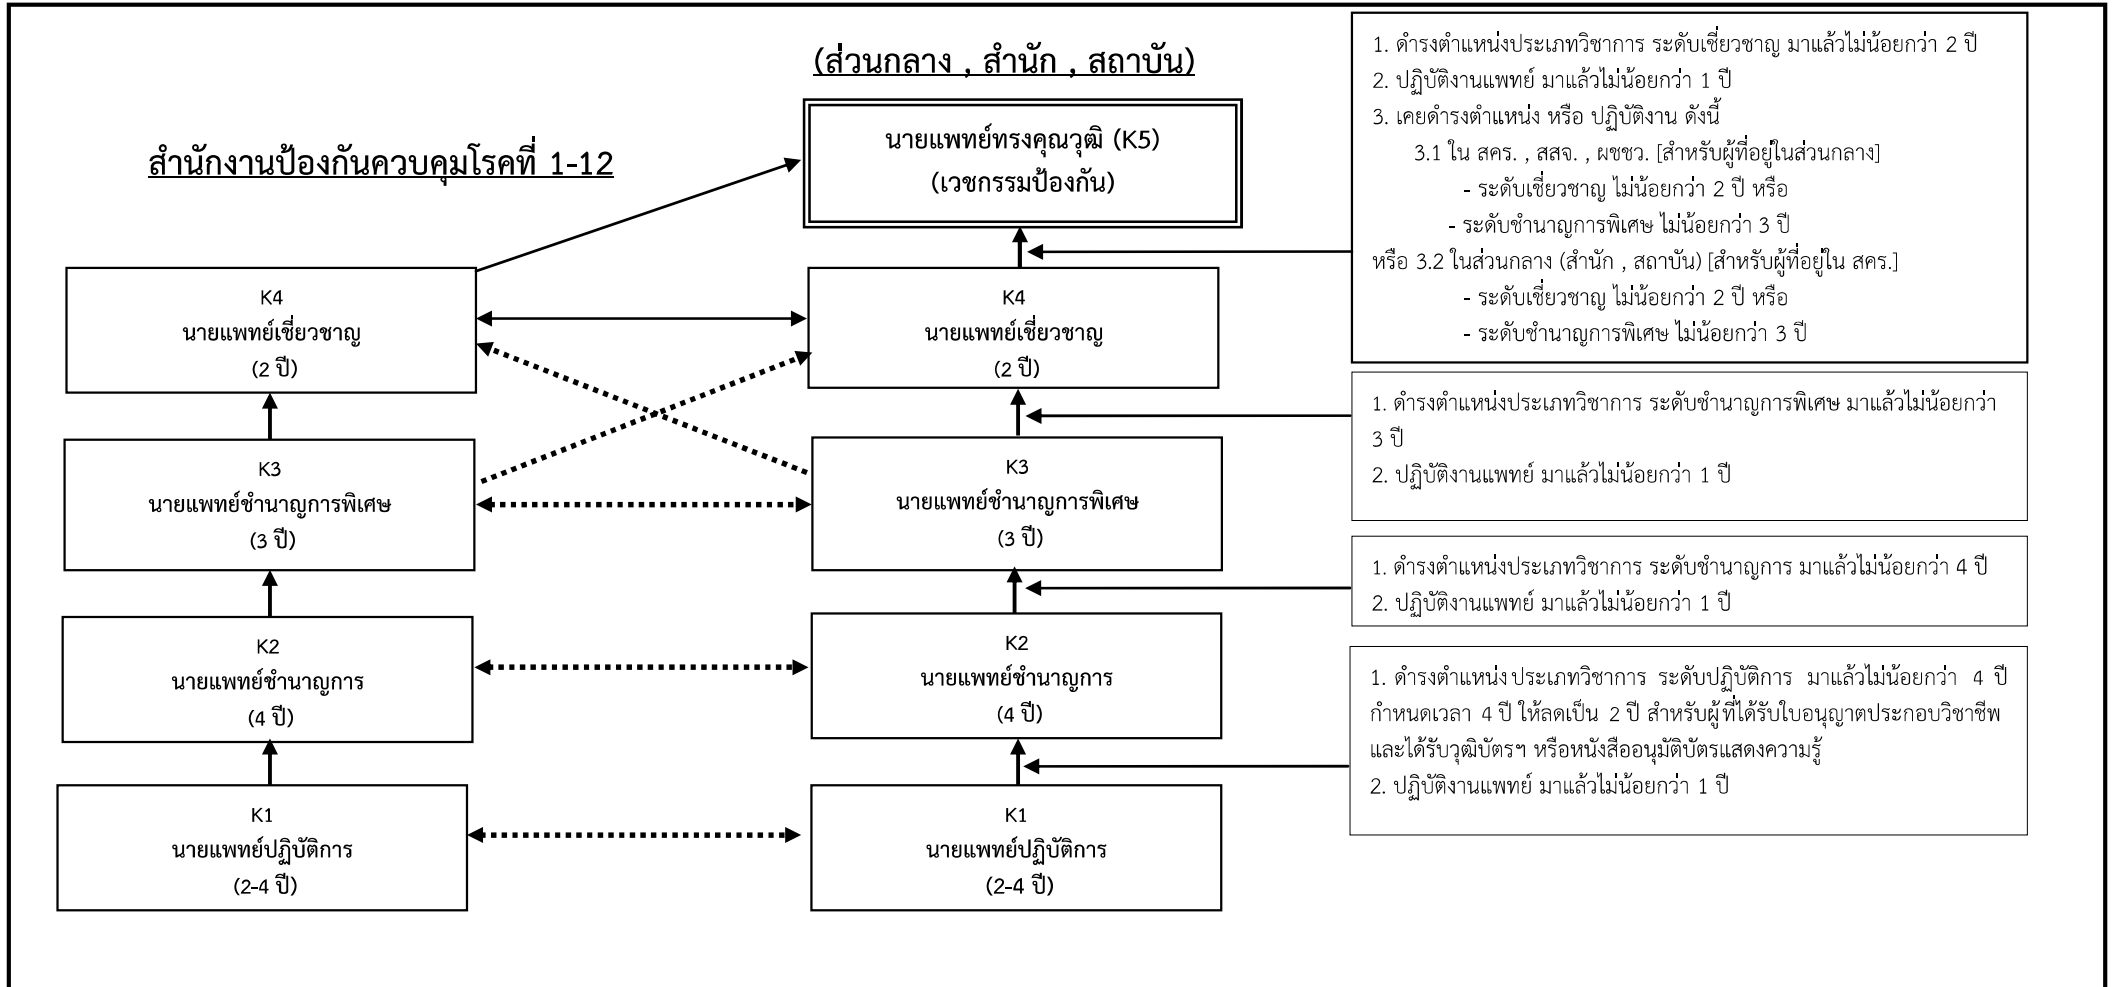 (ส่วนกลาง , สำนัก , สถาบัน)
สำนักงานป้องกันควบคุมโรคที่ 1-12
นายแพทย์ทรงคุณวุฒิ (K5)
(เวชกรรมป้องกัน)
K4
นายแพทย์เชี่ยวชาญ
(2 ปี)
K4
นายแพทย์เชี่ยวชาญ
(2 ปี)
K3
นายแพทย์ชำนาญการพิเศษ
(3 ปี)
K3
นายแพทย์ชำนาญการพิเศษ
(3 ปี)
K2
นายแพทย์ชำนาญการ
(4 ปี)
K2
นายแพทย์ชำนาญการ
(4 ปี)
K1
นายแพทย์ปฏิบัติการ
(2-4 ปี)
K1
นายแพทย์ปฏิบัติการ
(2-4 ปี)
1. ดำรงตำแหน่งประเภทวิชาการ ระดับเชี่ยวชาญ มาแล้วไม่น้อยกว่า 2 ปี
2. ปฏิบัติงานแพทย์ มาแล้วไม่น้อยกว่า 1 ปี
3. เคยดำรงตำแหน่ง หรือ ปฏิบัติงาน ดังนี้
3.1 ใน สคร. , สสจ. , ผชชว. [สำหรับผู้ที่อยู่ในส่วนกลาง]
- ระดับเชี่ยวชาญ ไม่น้อยกว่า 2 ปี หรือ
- ระดับชำนาญการพิเศษ ไม่น้อยกว่า 3 ปี
หรือ 3.2 ในส่วนกลาง (สำนัก , สถาบัน) [สำหรับผู้ที่อยู่ใน สคร.]
- ระดับเชี่ยวชาญ ไม่น้อยกว่า 2 ปี หรือ
- ระดับชำนาญการพิเศษ ไม่น้อยกว่า 3 ปี
1. ดำรงตำแหน่งประเภทวิชาการ ระดับชำนาญการพิเศษ มาแล้วไม่น้อยกว่า
3 ปี
2. ปฏิบัติงานแพทย์ มาแล้วไม่น้อยกว่า 1 ปี
1. ดำรงตำแหน่งประเภทวิชาการ ระดับชำนาญการ มาแล้วไม่น้อยกว่า 4 ปี
2. ปฏิบัติงานแพทย์ มาแล้วไม่น้อยกว่า 1 ปี
1. ดำรงตำแหน่งประเภทวิชาการ ระดับปฏิบัติการ มาแล้วไม่น้อยกว่า 4 ปี
กำหนดเวลา 4 ปี ให้ลดเป็น 2 ปี สำหรับผู้ที่ได้รับใบอนุญาตประกอบวิชาชีพ
และได้รับวุฒิบัตรฯ หรือหนังสืออนุมัติบัตรแสดงความรู้
2. ปฏิบัติงานแพทย์ มาแล้วไม่น้อยกว่า 1 ปี